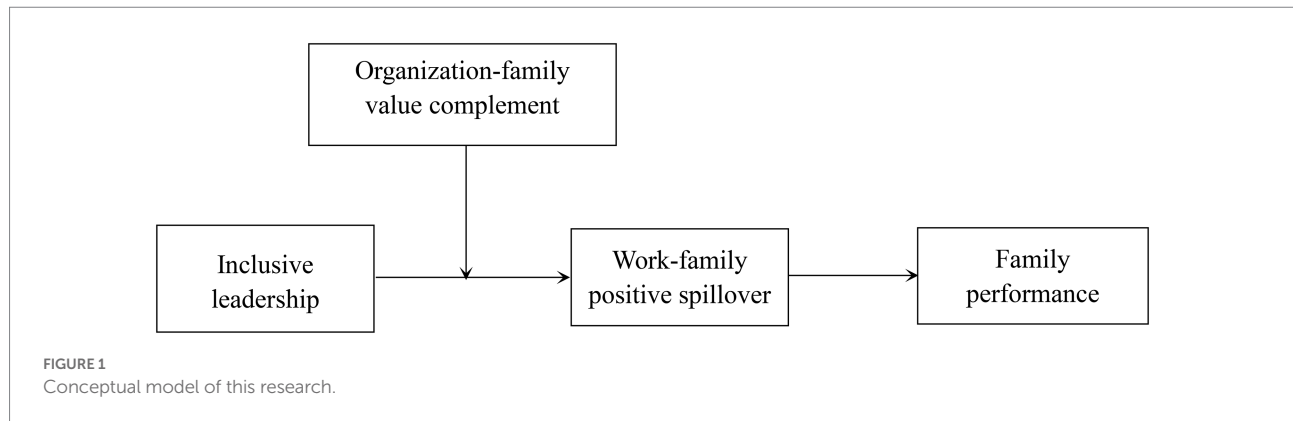 Organization-family
value complement
Inclusive
leadership
Work-family
positive spillover
Family
performance
FIGURE 1
Conceptual model of this research.